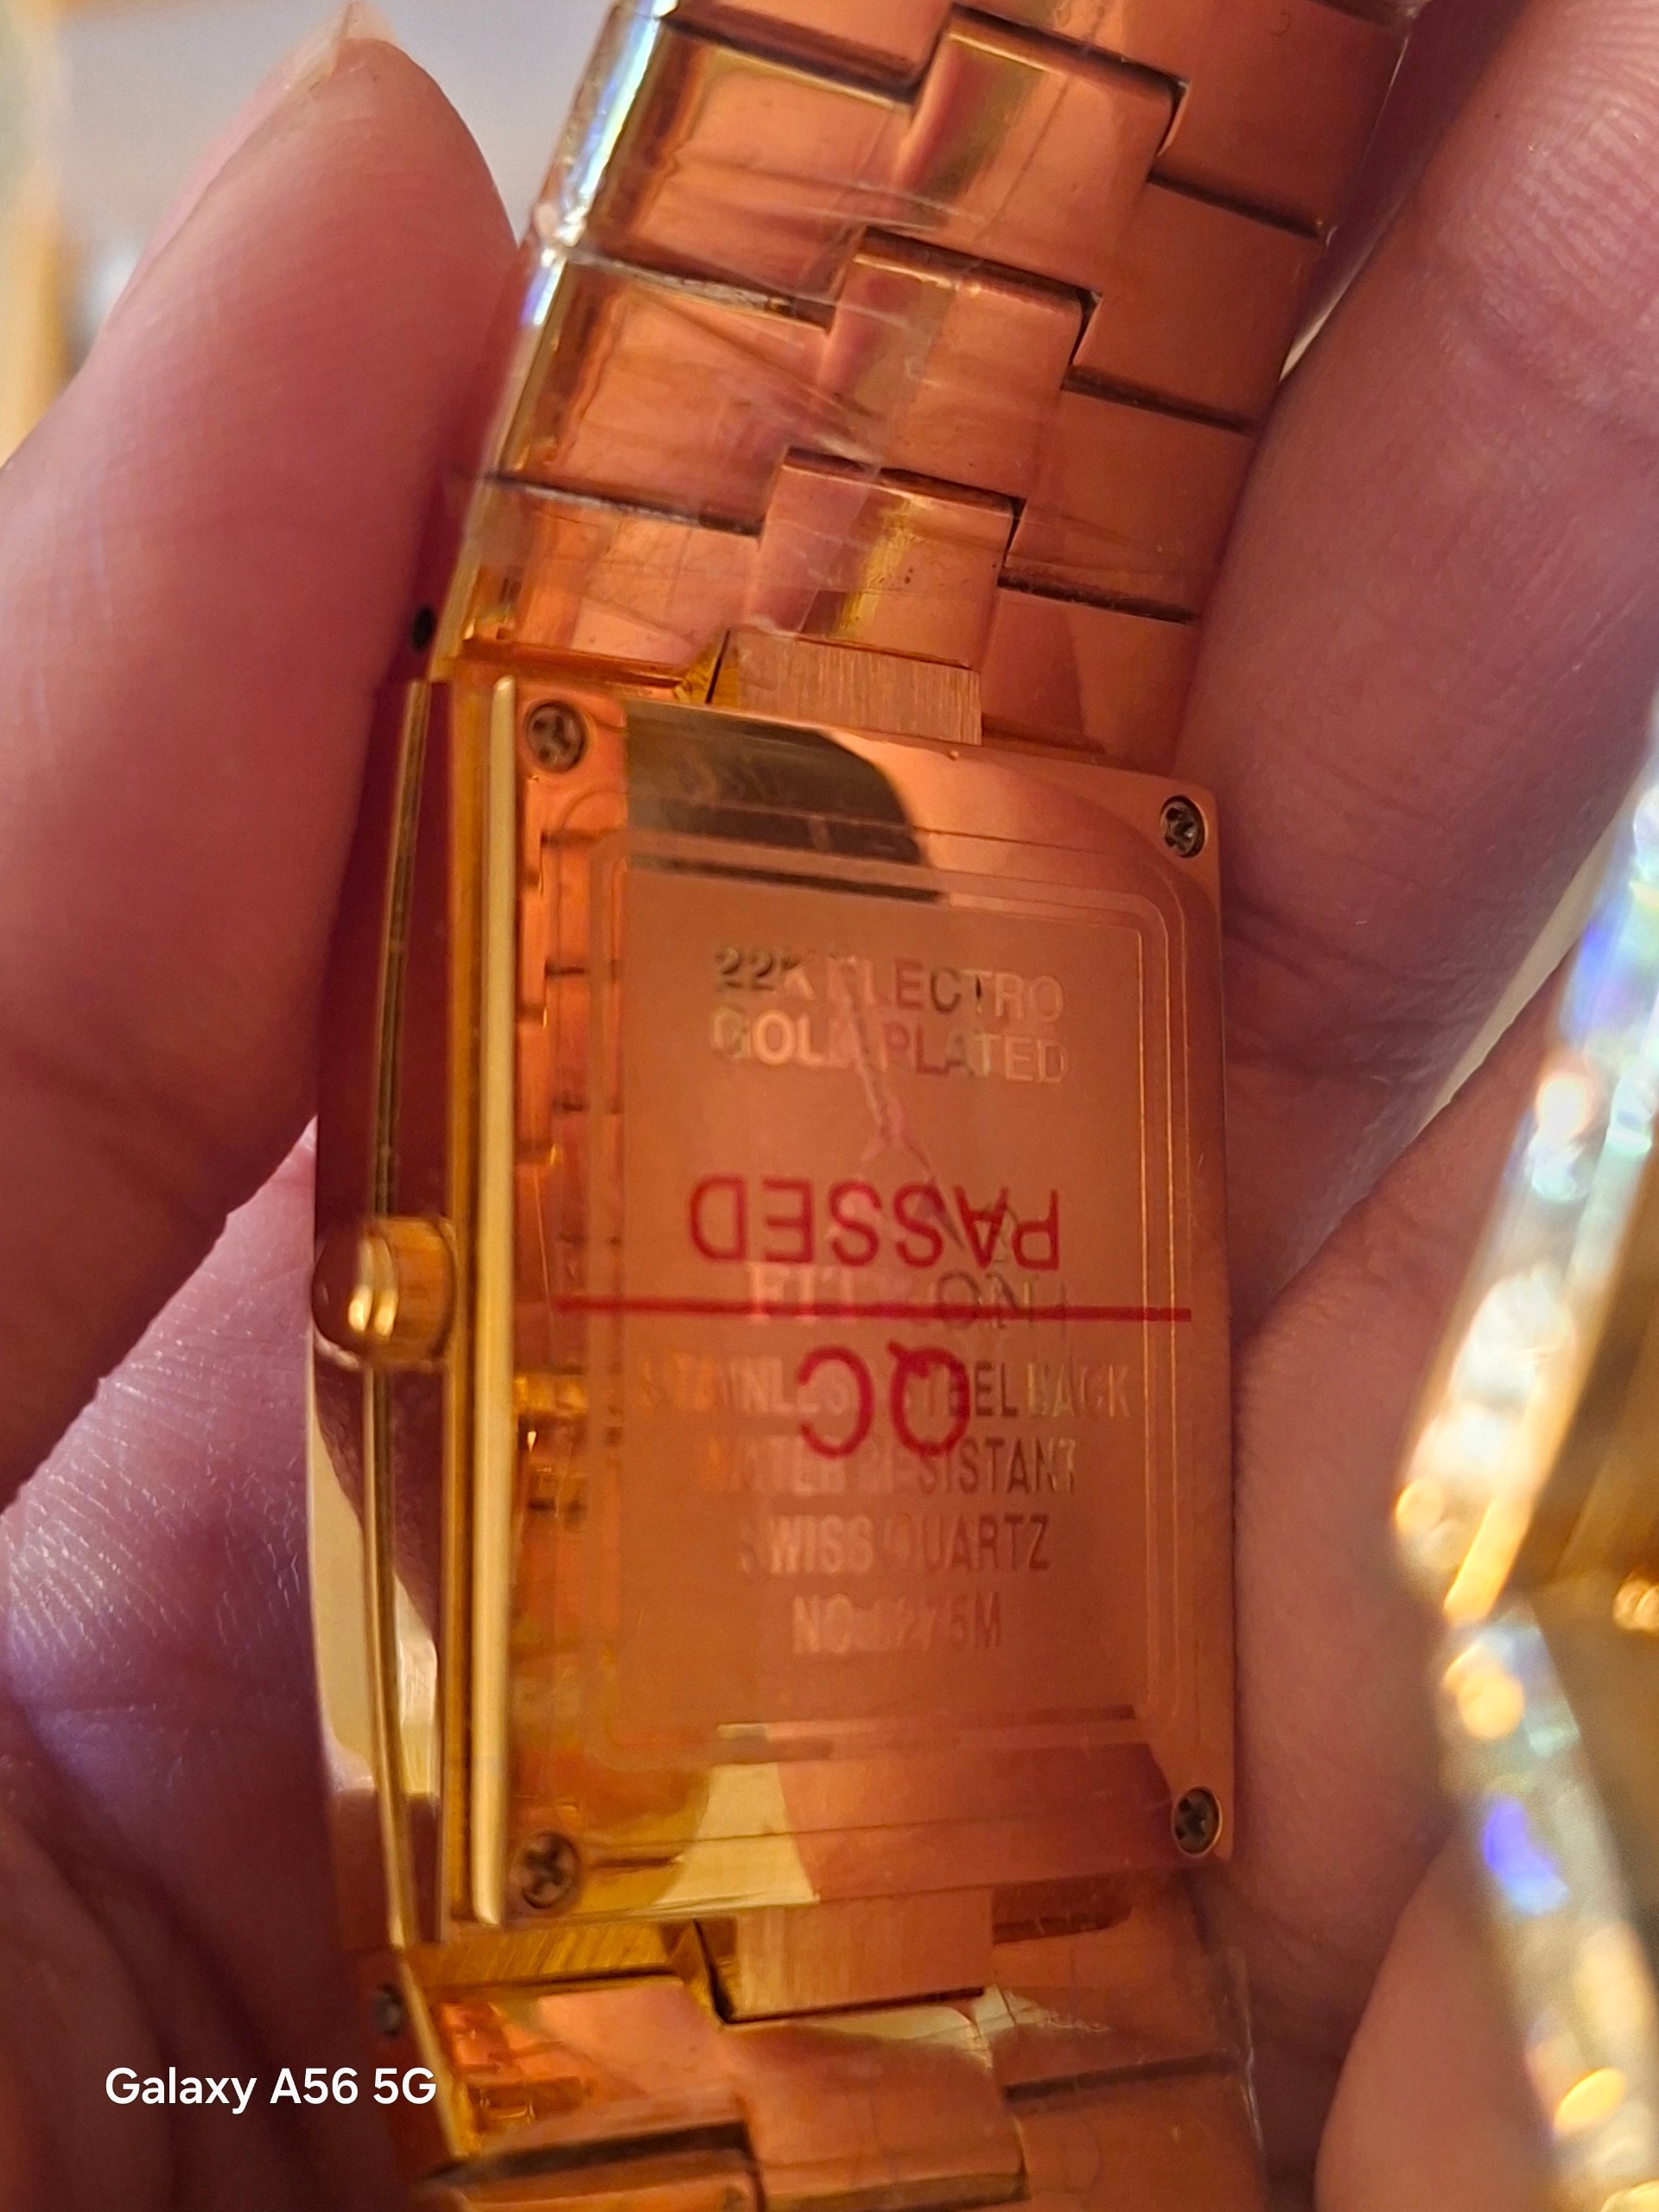 22K ELECTRO
GOLD PLATED
PASSED
QC
STAINLESS STEEL BACK
WATER RESISTANT
SWISS QUARTZ
Galaxy A56 5G